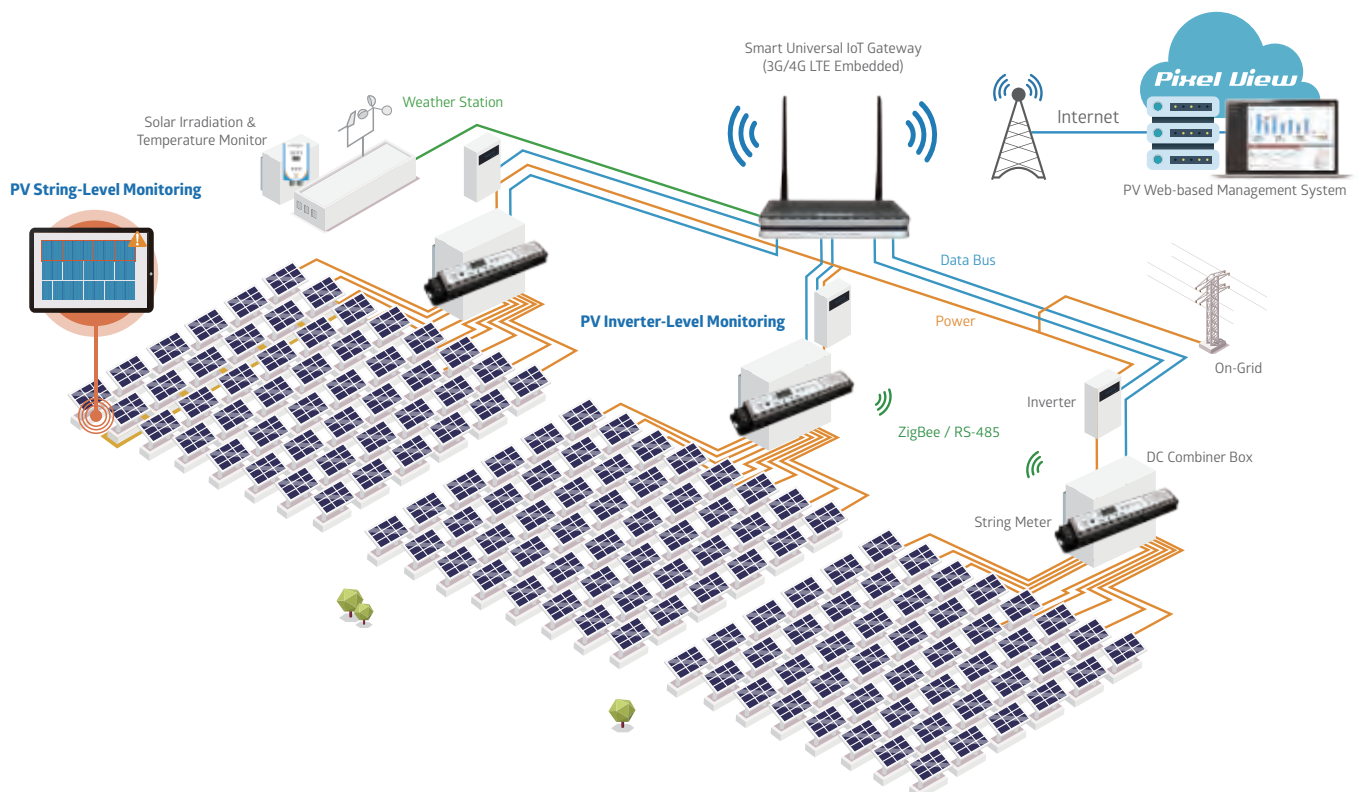 Smart Universal IoT Gateway
(3G/4G LTE Embedded)
Pixel View
Internet
PV Web-based Management System
Weather Station
Solar Irradiation &
Temperature Monitor
PV String-Level Monitoring
Data Bus
PV Inverter-Level Monitoring
Power
On-Grid
Inverter
ZigBee / RS-485
DC Combiner Box
String Meter